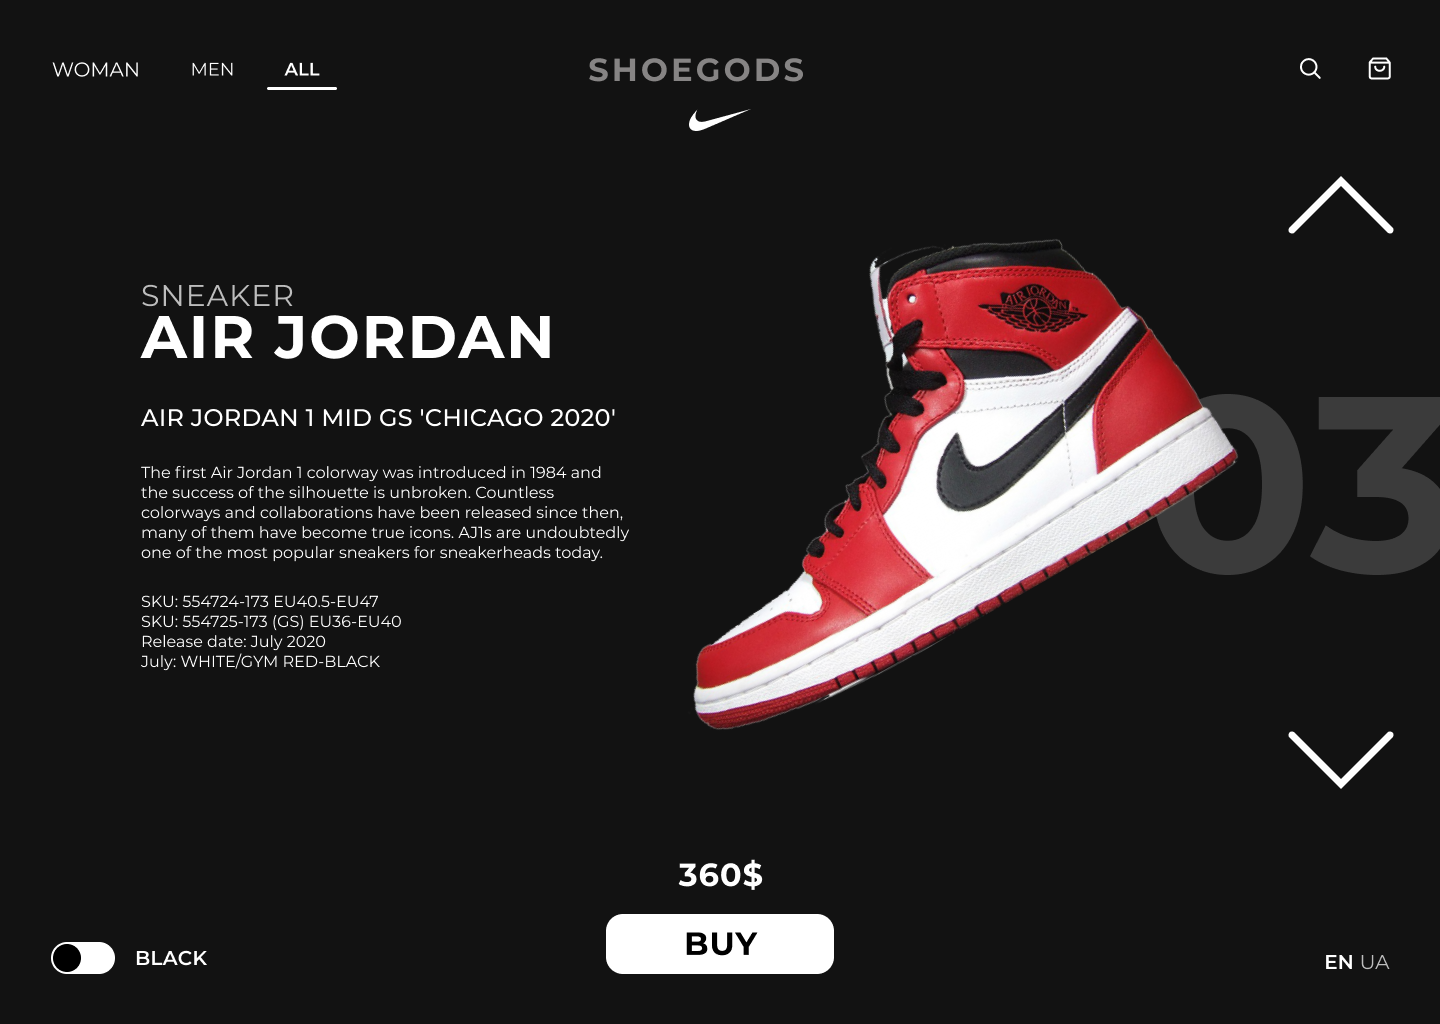 WOMAN MEN ALL SHOEGODS
SNEAKER
AIR JORDAN
AIR JORDAN 1 MID GS 'CHICAGO 2020'
The first Air Jordan 1 colorway was introduced in 1984 and
the success of the silhouette is unbroken. Countless
colorways and collaborations have been released since then,
many of them have become true icons. AJ1s are undoubtedly
one of the most popular sneakers for sneakerheads today.
SKU: 554724-173 EU40.5-EU47
SKU: 554725-173 (GS) EU36-EU40
Release date: July 2020
July: WHITE/GYM RED-BLACK
AIR JORDAN
03
360$
BUY
BLACK
EN UA